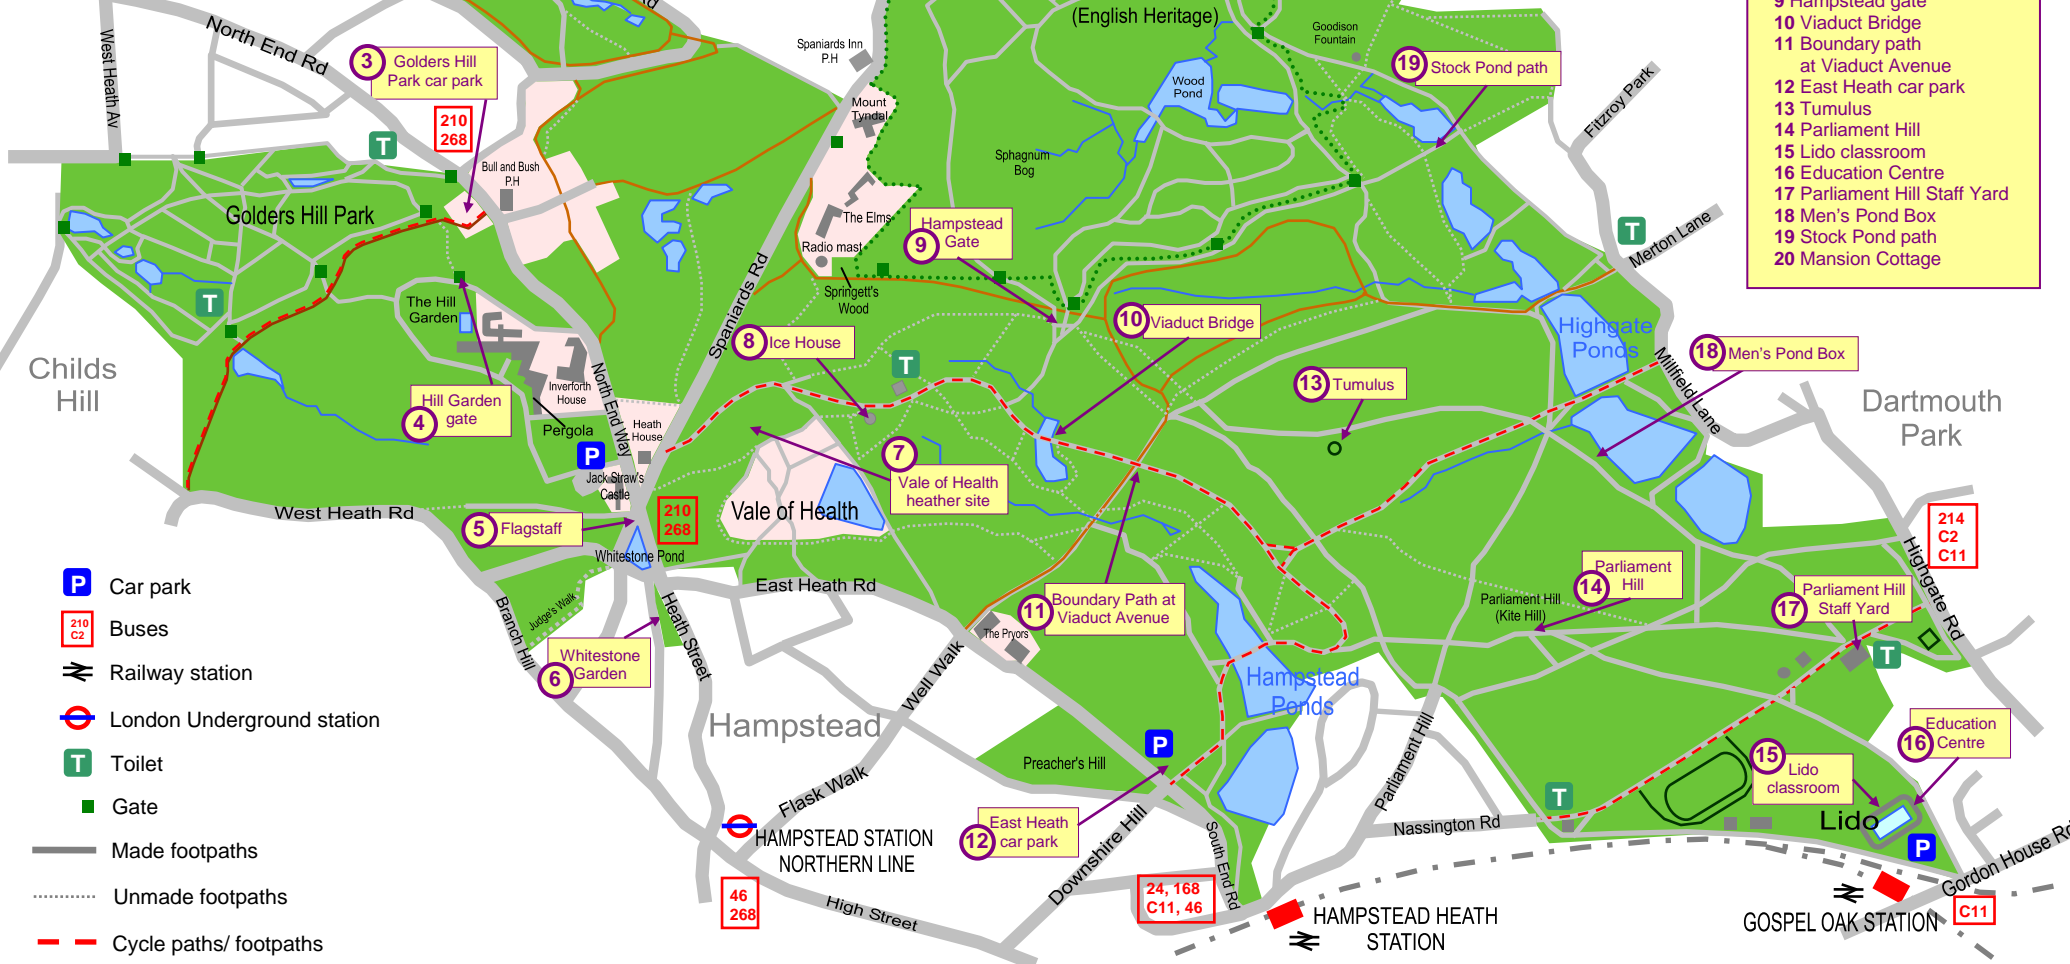 (English Heritage)
Goodison
Fountain
Spaniards Inn
P.H
North End Rd
West Heath Av
3
Golders Hill
Park car park
210
268
T
Bull and Bush
P.H
Mount
Tyndal
Wood
Pond
19
Stock Pond path
Fitzroy Park
Sphagnum
Bog
9 Hampstead gate
10 Viaduct Bridge
11 Boundary path
at Viaduct Avenue
12 East Heath car park
13 Tumulus
14 Parliament Hill
15 Lido classroom
16 Education Centre
17 Parliament Hill Staff Yard
18 Men's Pond Box
19 Stock Pond path
20 Mansion Cottage
Golders Hill Park
The Elms
Radio mast
Springett's
Wood
9
Hampstead
Gate
T
Merton Lane
T
The Hill
Garden
Spaniards Rd
8
Ice House
10
Viaduct Bridge
Highgate
Ponds
18
Men's Pond Box
Millfield Lane
Childs
Hill
4
Hill Garden
gate
Inverforth
House
North End Way
Pergola
Heath
House
T
13
Tumulus
Dartmouth
Park
P
Jack Straw's
Castle
7
Vale of Health
heather site
Vale of Health
West Heath Rd
5
Flagstaff
210
268
Whitestone Pond
214
C2
C11
Highgate Rd
East Heath Rd
Judge's Walk
Branch Hill
Heath Street
6
Whitestone
Garden
11
Boundary Path at
Viaduct Avenue
The Pryors
Well Walk
14
Parliament
Hill
Parliament Hill
(Kite Hill)
17
Parliament Hill
Staff Yard
T
Hampstead
Ponds
Hampstead
P
Preacher's Hill
Parliament Hill
16
Education
Centre
15
Lido
classroom
Flask Walk
T
Lido
P
Nassington Rd
Gordon House Rd
12
East Heath
car park
Downshire Hill
South End Rd
HAMPSTEAD STATION
NORTHERN LINE
46
268
High Street
24, 168
C11, 46
HAMPSTEAD HEATH
STATION
GOSPEL OAK STATION
C11
P
Car park
210
C2
Buses
Railway station
London Underground station
T
Toilet
Gate
Made footpaths
Unmade footpaths
Cycle paths/ footpaths